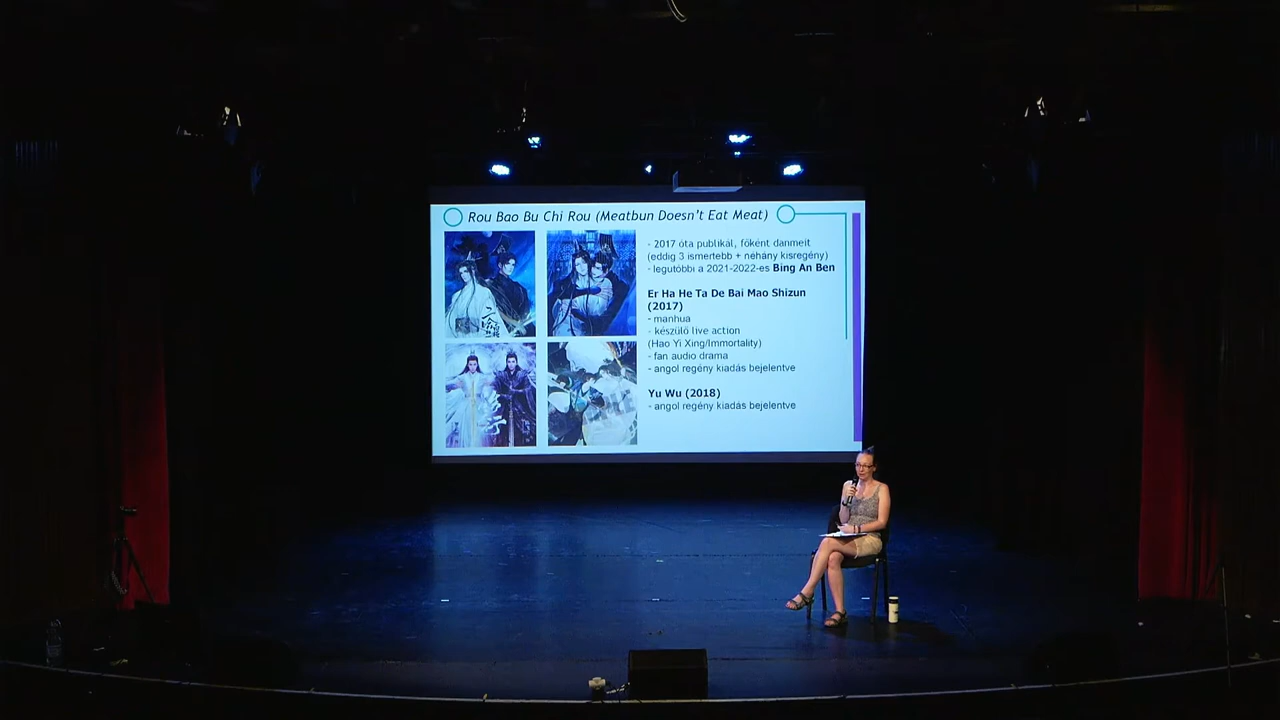 Rou Bao Bu Chi Rou (Meatbun Doesn't Eat Meat)
- 2017 óta publikál, főként danmeit
(eddig 3 ismertebb + néhány kisregény)
- legutóbbi a 2021-2022-es Bing An Ben
Er Ha He Ta De Bai Mao Shizun
(2017)
- manhua
- készülő live action
(Hao Yi Xing/Immortality)
- fan audio drama
- angol regény kiadás bejelentve
Yu Wu (2018)
- angol regény kiadás bejelentve